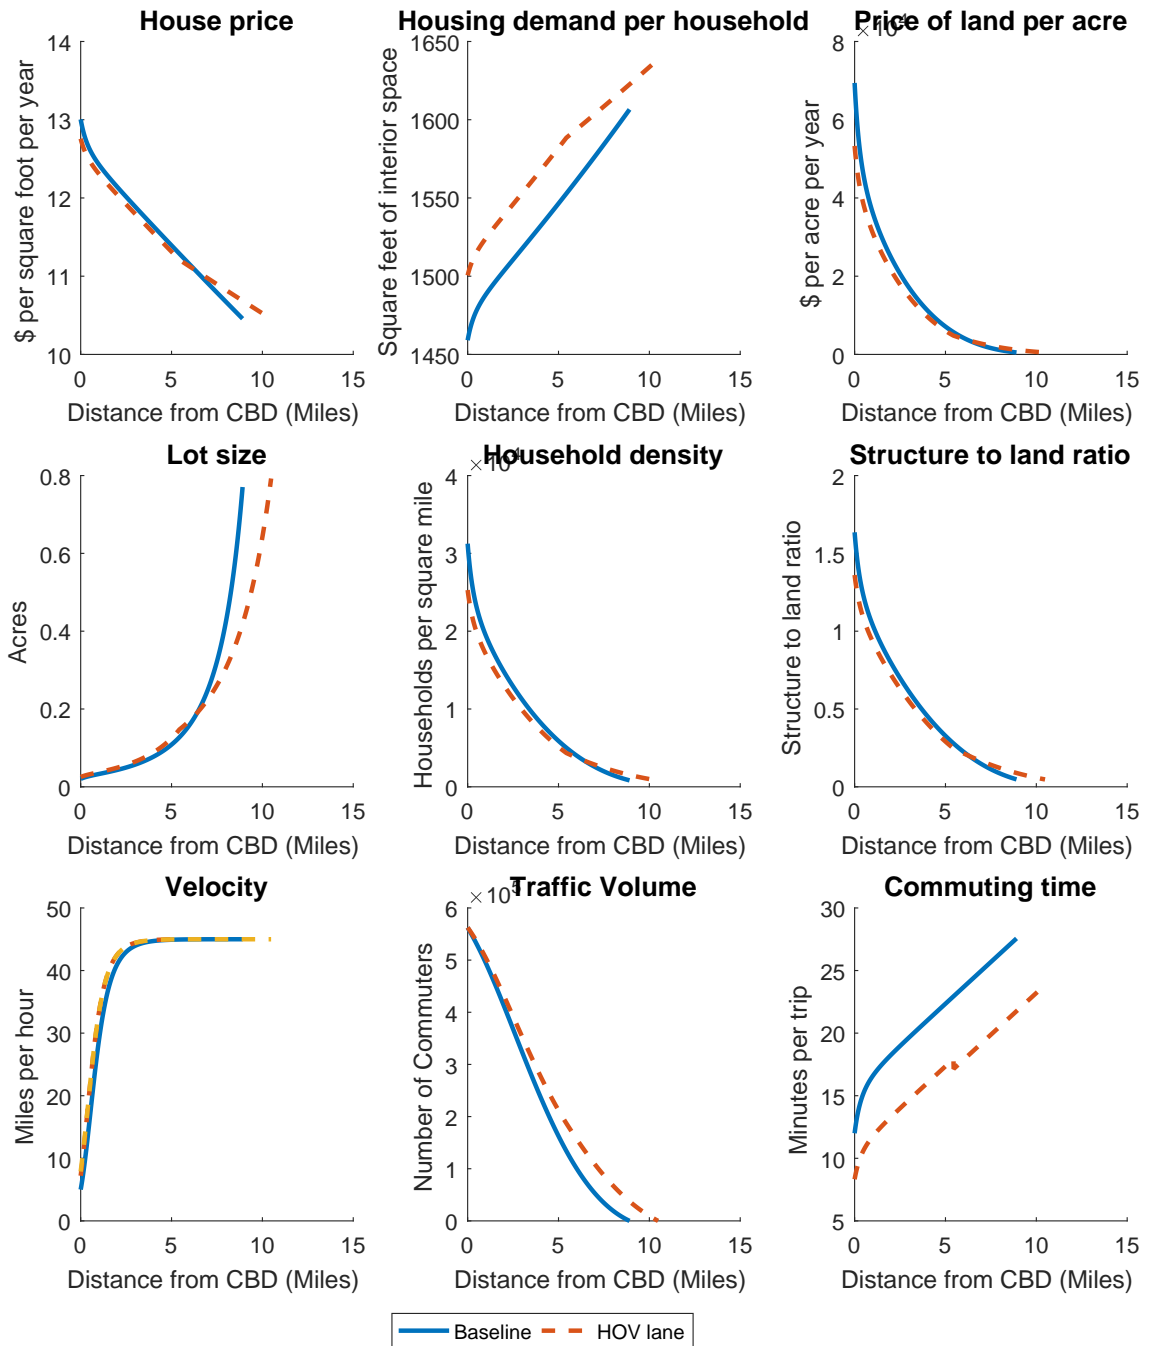 House price
14
13
12
11
10
$ per square foot per year
0 5 10 15
Distance from CBD (Miles)
Housing demand per household
1650
1600
1550
1500
1450
Square feet of interior space
0 5 10 15
Distance from CBD (Miles)
Price of land per acre
× 10^4
8
6
4
2
0
$ per acre per year
0 5 10 15
Distance from CBD (Miles)
Lot size
0.8
0.6
0.4
0.2
0
Acres
0 5 10 15
Distance from CBD (Miles)
Household density
× 10^4
4
3
2
1
0
Households per square mile
0 5 10 15
Distance from CBD (Miles)
Structure to land ratio
2
1.5
1
0.5
0
Structure to land ratio
0 5 10 15
Distance from CBD (Miles)
Velocity
50
40
30
20
10
0
Miles per hour
0 5 10 15
Distance from CBD (Miles)
Traffic Volume
× 10^5
6
5
4
3
2
1
0
Number of Commuters
0 5 10 15
Distance from CBD (Miles)
Commuting time
30
25
20
15
10
5
Minutes per trip
0 5 10 15
Distance from CBD (Miles)
Baseline HOV lane